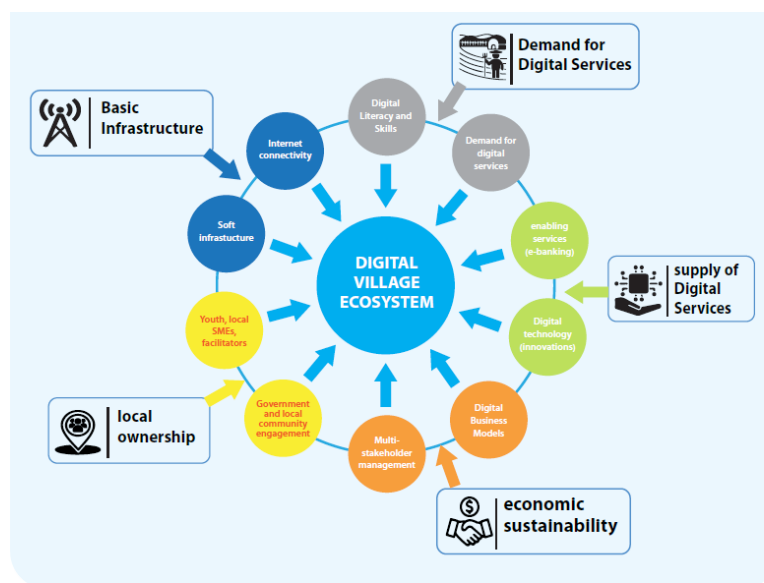 Demand for
Digital Services
Basic
Infrastructure
Digital
Literacy and
Skills
Internet
connectivity
Demand for
digital
services
Soft
infrastucture
enabling
services
(e-banking)
DIGITAL
VILLAGE
ECOSYSTEM
supply of
Digital
Services
Youth, local
SMEs,
facilitators
Digital
technology
(innovations)
local
ownership
Government
and local
community
engagement
Digital
Business
Models
Multi-
stakeholder
management
$
economic
sustainability